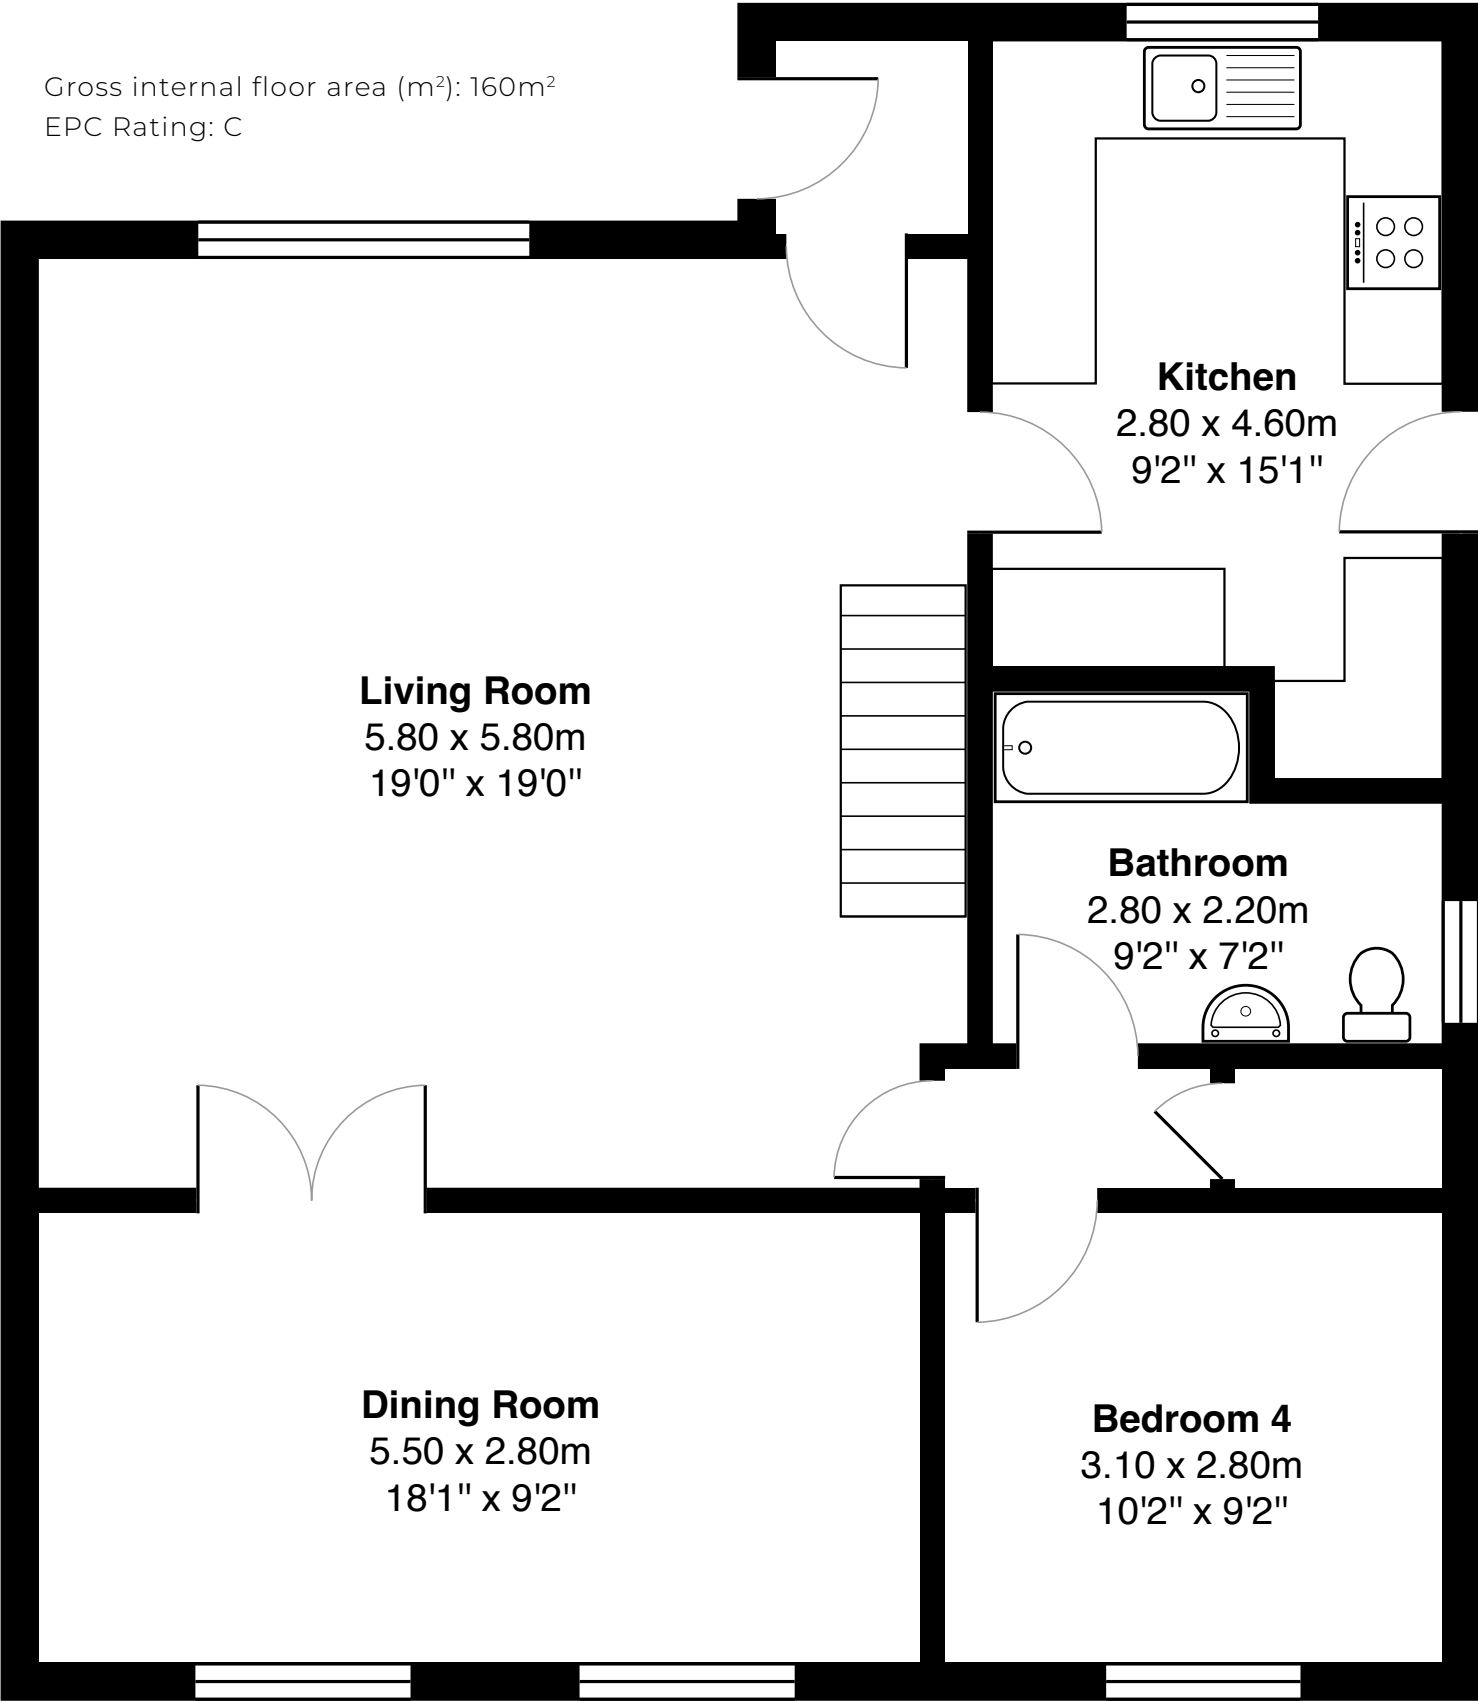 Gross internal floor area (m²): 160m²
EPC Rating: C
Kitchen
2.80 x 4.60m
9'2" x 15'1"
Living Room
5.80 x 5.80m
19'0" x 19'0"
Bathroom
2.80 x 2.20m
9'2" x 7'2"
Dining Room
5.50 x 2.80m
18'1" x 9'2"
Bedroom 4
3.10 x 2.80m
10'2" x 9'2"